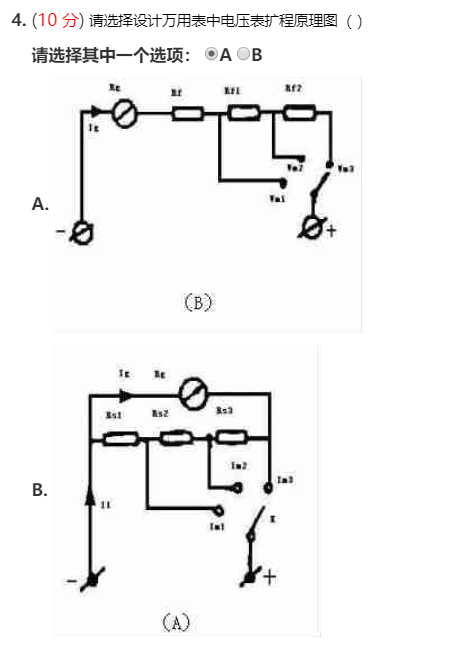 4. (10 分) 请选择设计万用表中电压表扩程原理图 ( )
请选择其中一个选项： A B
Rg Rf Rf1 Rf2
Ig
Vm2 Vm3
Vm1
A.
- +
(B)
Ig Rg
Rs1 Rs2 Rs3
Im2
Im3
B.
I1 Im1 K
- +
(A)